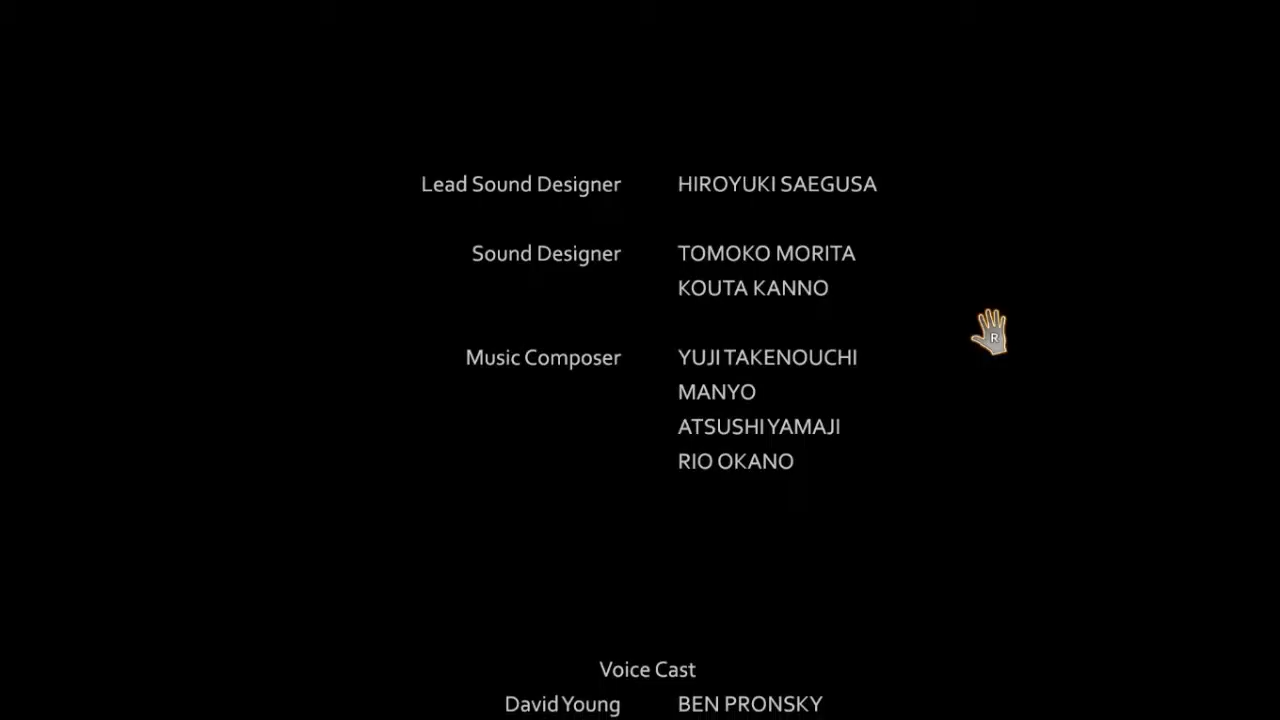 Lead Sound Designer HIROYUKI SAEGUSA
Sound Designer TOMOKO MORITA
KOUTA KANNO
R
Music Composer YUJI TAKENOUCHI
MANYO
ATSUSHI YAMAJI
RIO OKANO
Voice Cast
David Young BEN PRONSKY